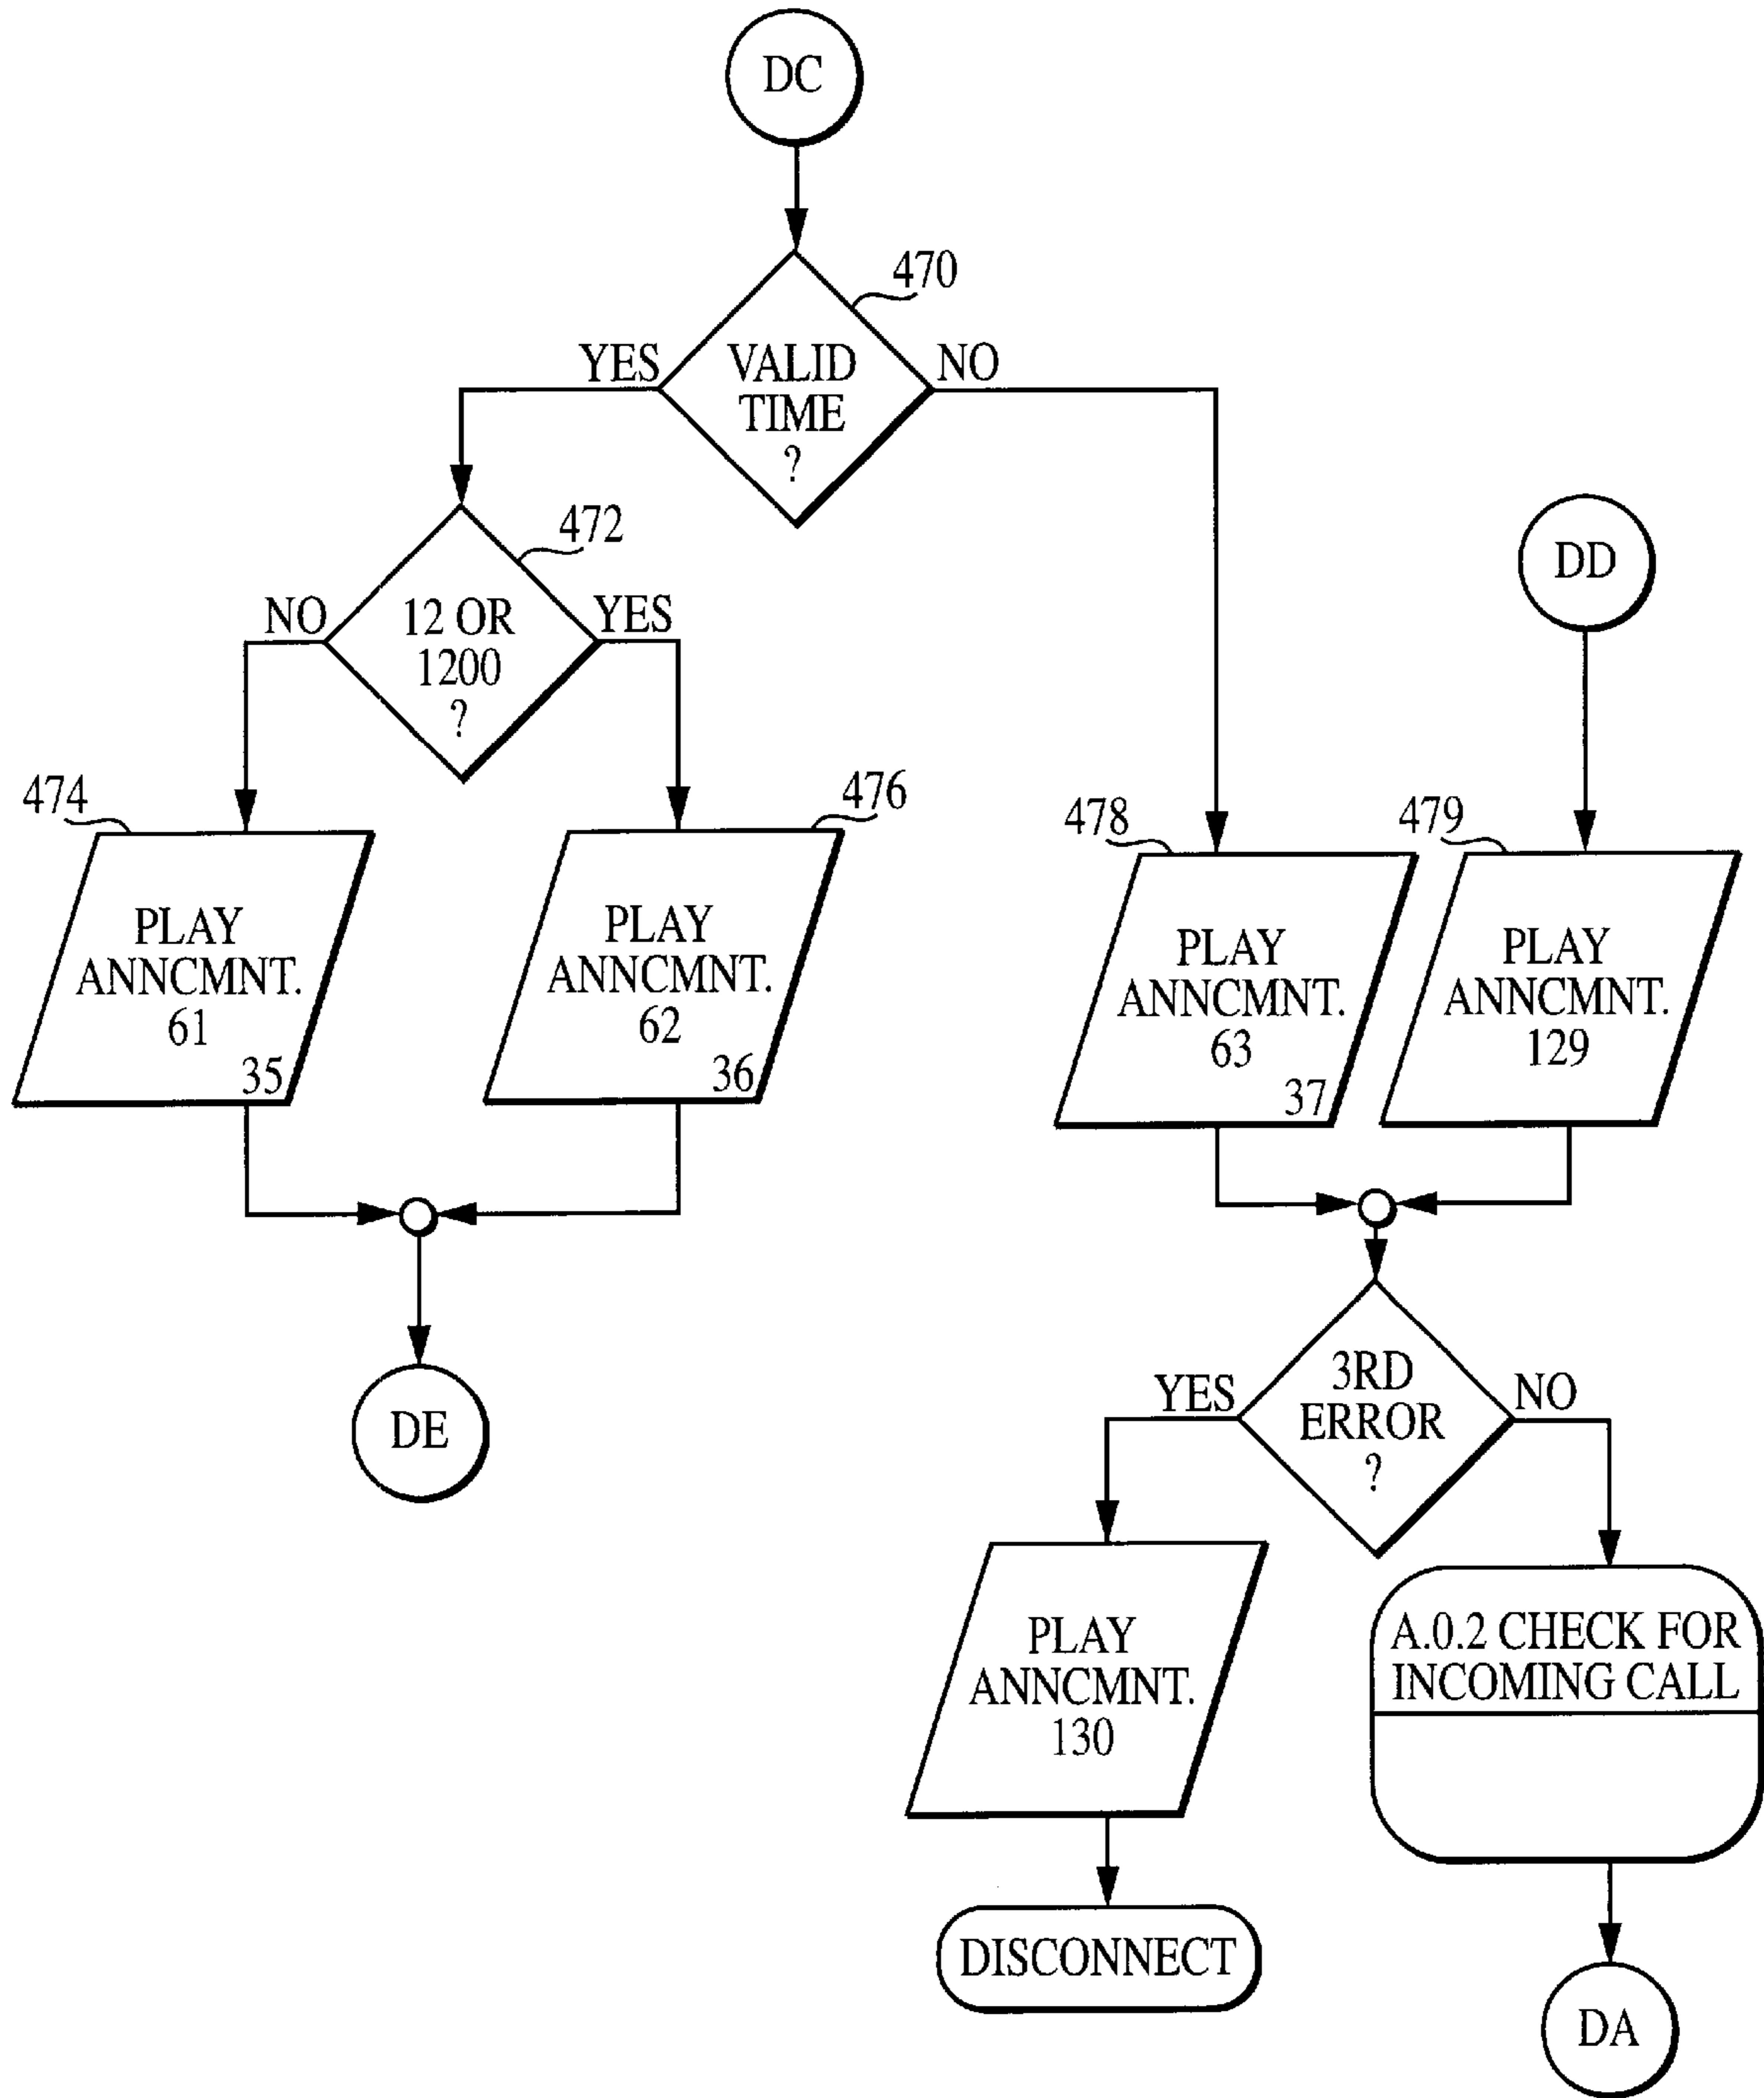 DC
470
YES
NO
VALID
TIME
?
472
NO
YES
12 OR
1200
?
DD
474
PLAY
ANNCMNT.
61
35
476
PLAY
ANNCMNT.
62
36
478
PLAY
ANNCMNT.
63
37
479
PLAY
ANNCMNT.
129
DE
YES
NO
3RD
ERROR
?
PLAY
ANNCMNT.
130
A.0.2 CHECK FOR
INCOMING CALL
DISCONNECT
DA